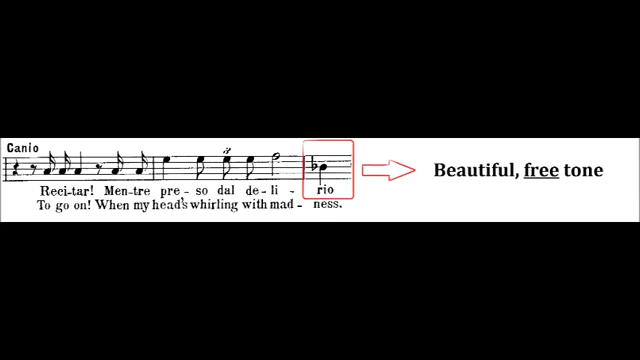 Canio
Reci-tar! Men-tre pre-so dal de-li-rio
To go on! When my head's whirling with mad-ness.
Beautiful, free tone